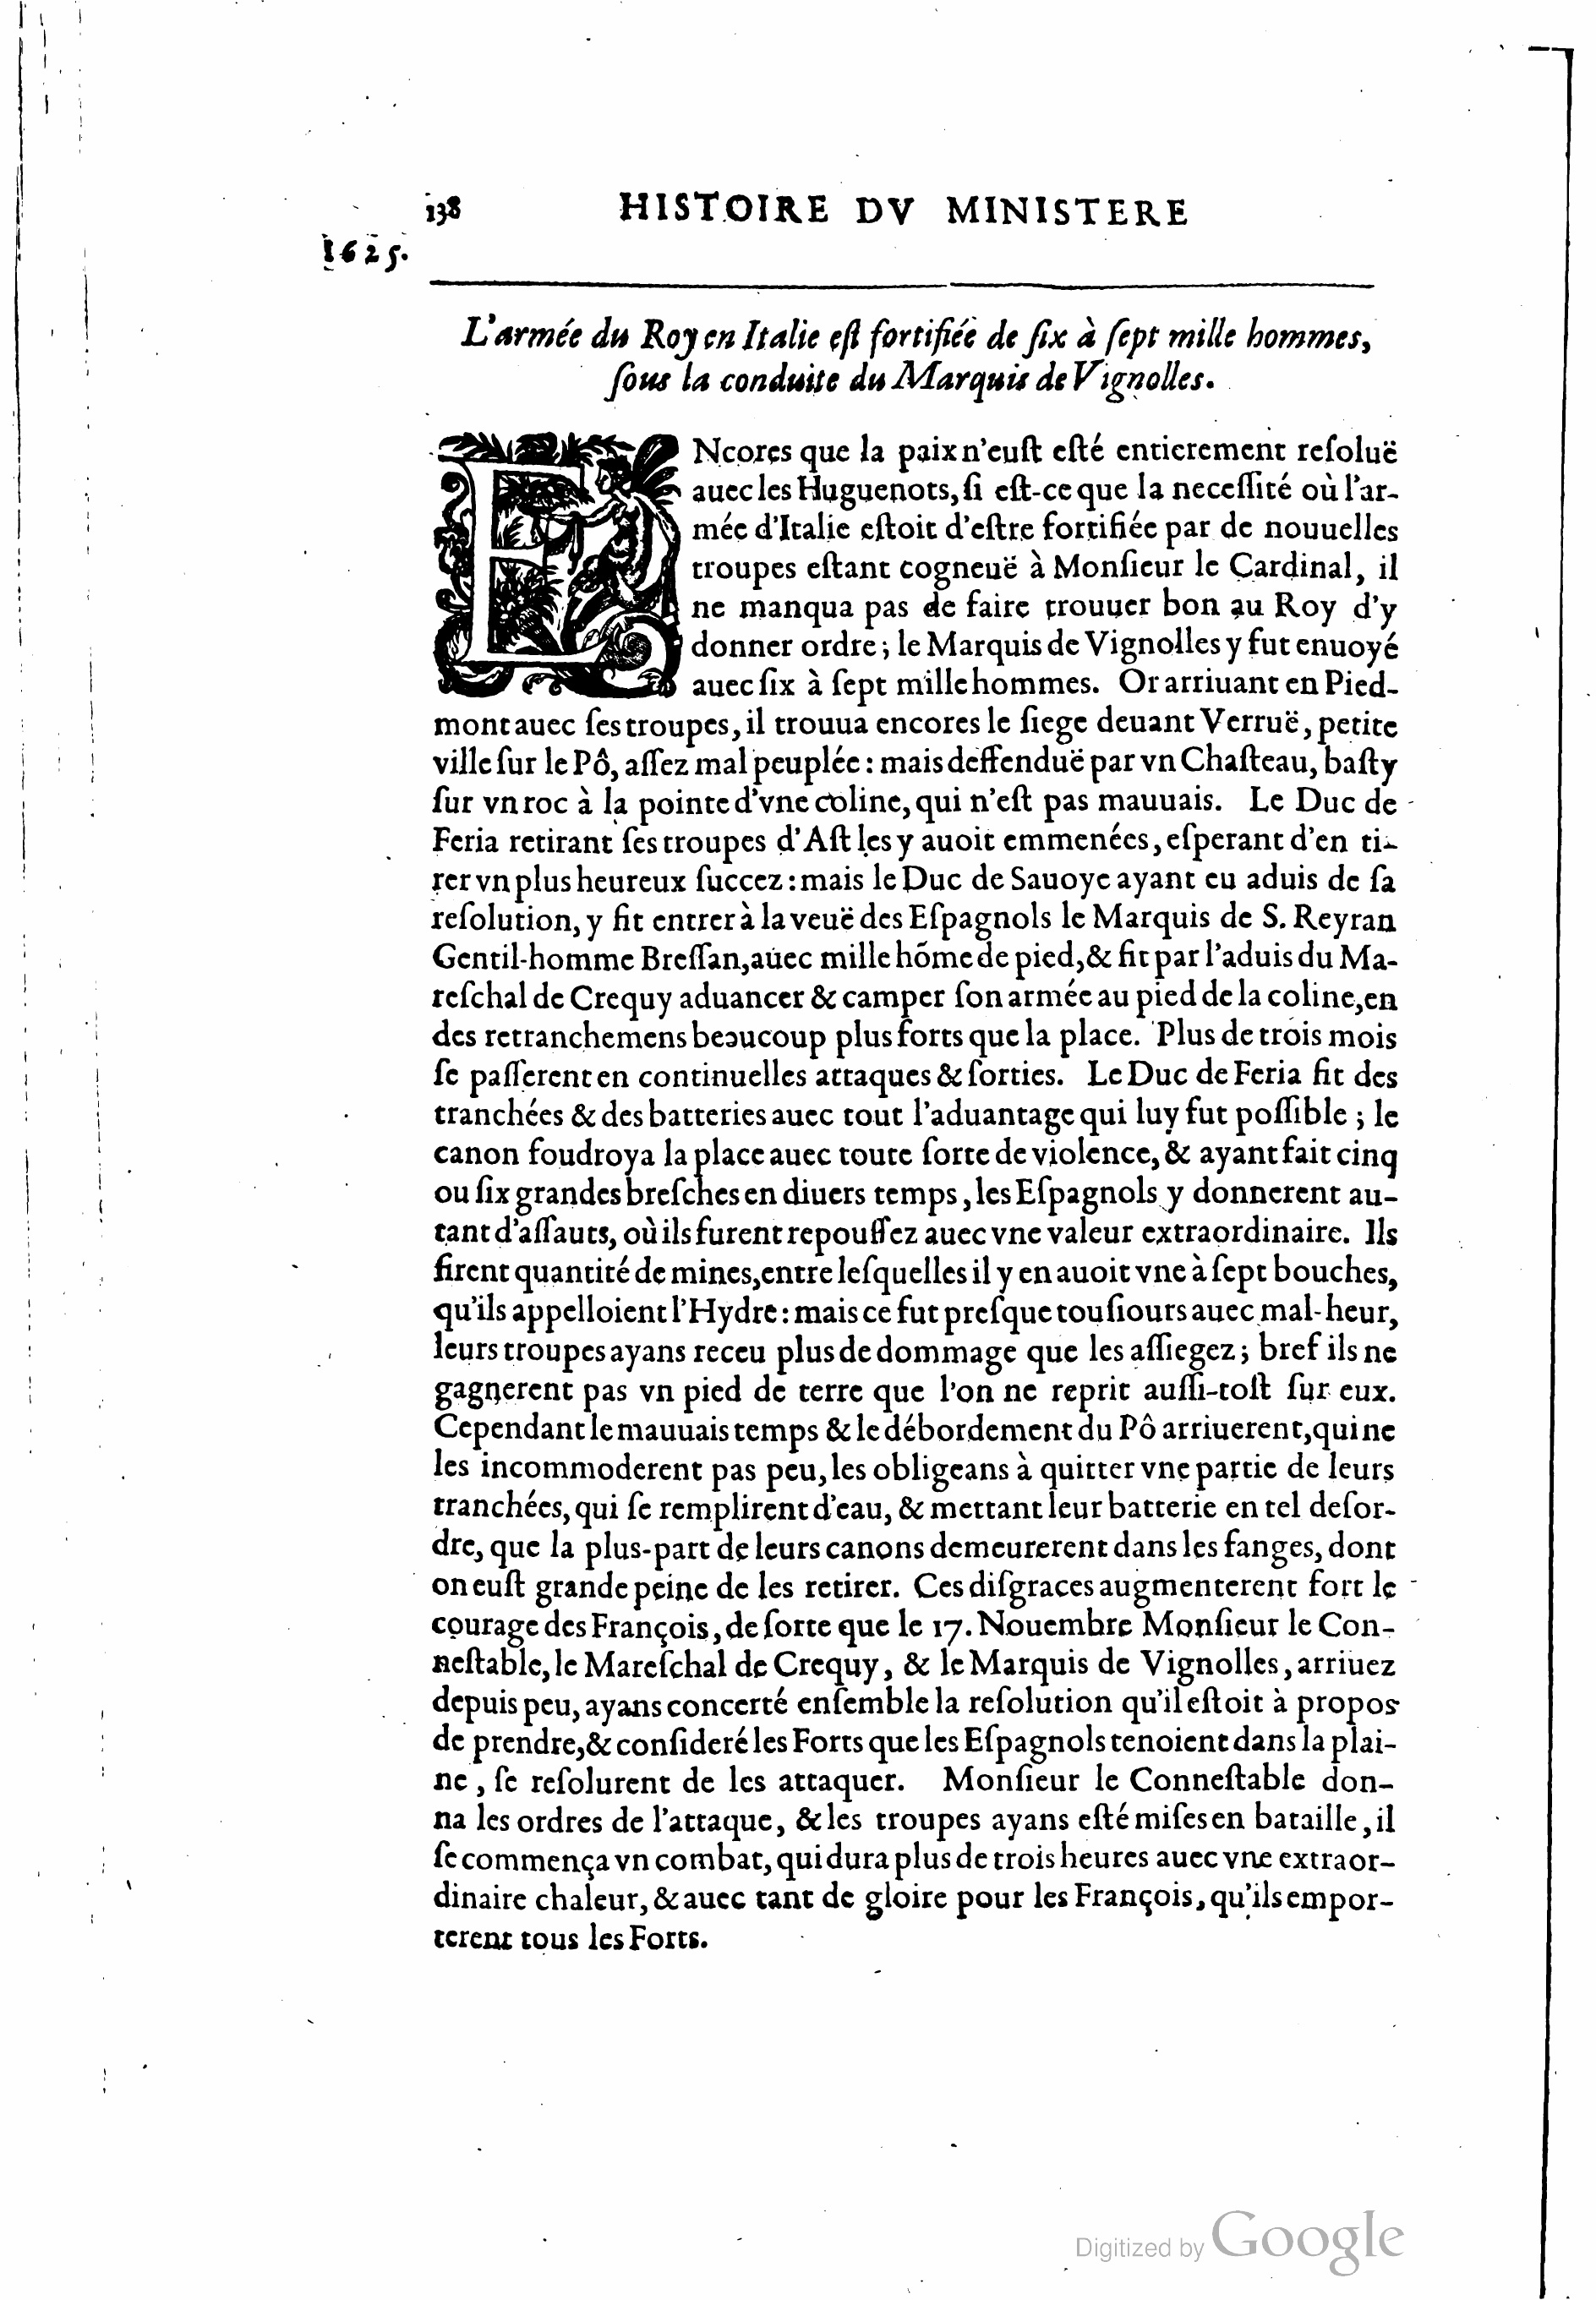 138 HISTOIRE DV MINISTERE
1625.
L'armée du Roy en Italie eſt fortifiée de ſix à ſept mille hommes,
ſous la conduite du Marquis de Vignolles.
ENcores que la paix n'euſt eſté entierement reſoluë
auec les Huguenots, ſi eſt-ce que la neceſſité où l'ar-
mée d'Italie eſtoit d'eſtre fortifiée par de nouuelles
troupes eſtant cogneuë à Monſieur le Cardinal, il
ne manqua pas de faire trouuer bon au Roy d'y
donner ordre; le Marquis de Vignolles y fut enuoyé
auec ſix à ſept mille hommes. Or arriuant en Pied-
mont auec ſes troupes, il trouua encores le ſiege deuant Verruë, petite
ville ſur le Pô, aſſez mal peuplée : mais deffenduë par vn Chaſteau, baſty
ſur vn roc à la pointe d'vne coline, qui n'eſt pas mauuais. Le Duc de
Feria retirant ſes troupes d'Aſt les y auoit emmenées, eſperant d'en ti-
rer vn plus heureux ſuccez : mais le Duc de Sauoye ayant eu aduis de ſa
reſolution, y fit entrer à la veuë des Eſpagnols le Marquis de S. Reyran
Gentil-homme Breſſan, auec mille hõme de pied, & fit par l'aduis du Ma-
reſchal de Crequy aduancer & camper ſon armée au pied de la coline, en
des retranchemens beaucoup plus forts que la place. Plus de trois mois
ſe paſſerent en continuelles attaques & ſorties. Le Duc de Feria fit des
tranchées & des batteries auec tout l'aduantage qui luy fut poſſible ; le
canon foudroya la place auec toute ſorte de violence, & ayant fait cinq
ou ſix grandes breſches en diuers temps, les Eſpagnols y donnerent au-
tant d'aſſauts, où ils furent repouſſez auec vne valeur extraordinaire. Ils
firent quantité de mines, entre leſquelles il y en auoit vne à ſept bouches,
qu'ils appelloient l'Hydre : mais ce fut preſque touſiours auec mal-heur,
leurs troupes ayans receu plus de dommage que les aſſiegez ; bref ils ne
gagnerent pas vn pied de terre que l'on ne reprit auſſi-toſt ſur eux.
Cependant le mauuais temps & le débordement du Pô arriuerent, qui ne
les incommoderent pas peu, les obligeans à quitter vne partie de leurs
tranchées, qui ſe remplirent d'eau, & mettant leur batterie en tel deſor-
dre, que la plus-part de leurs canons demeurerent dans les fanges, dont
on euſt grande peine de les retirer. Ces diſgraces augmenterent fort le
courage des François, de ſorte que le 17. Nouembre Monſieur le Con-
neſtable, le Mareſchal de Crequy, & le Marquis de Vignolles, arriuez
depuis peu, ayans concerté enſemble la reſolution qu'il eſtoit à propos
de prendre, & conſideré les Forts que les Eſpagnols tenoient dans la plai-
ne, ſe reſolurent de les attaquer. Monſieur le Conneſtable don-
na les ordres de l'attaque, & les troupes ayans eſté miſes en bataille, il
ſe commença vn combat, qui dura plus de trois heures auec vne extraor-
dinaire chaleur, & auec tant de gloire pour les François, qu'ils empor-
terent tous les Forts.
Digitized by Google